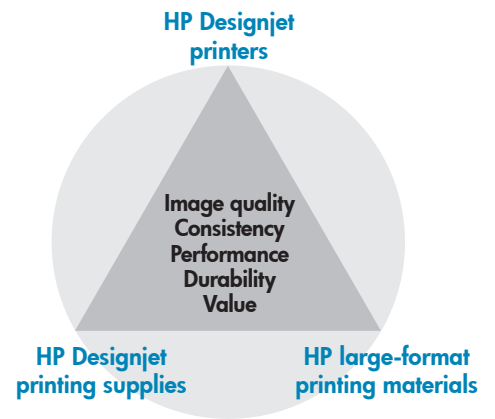 HP Designjet
printers
Image quality
Consistency
Performance
Durability
Value
HP Designjet
printing supplies
HP large-format
printing materials